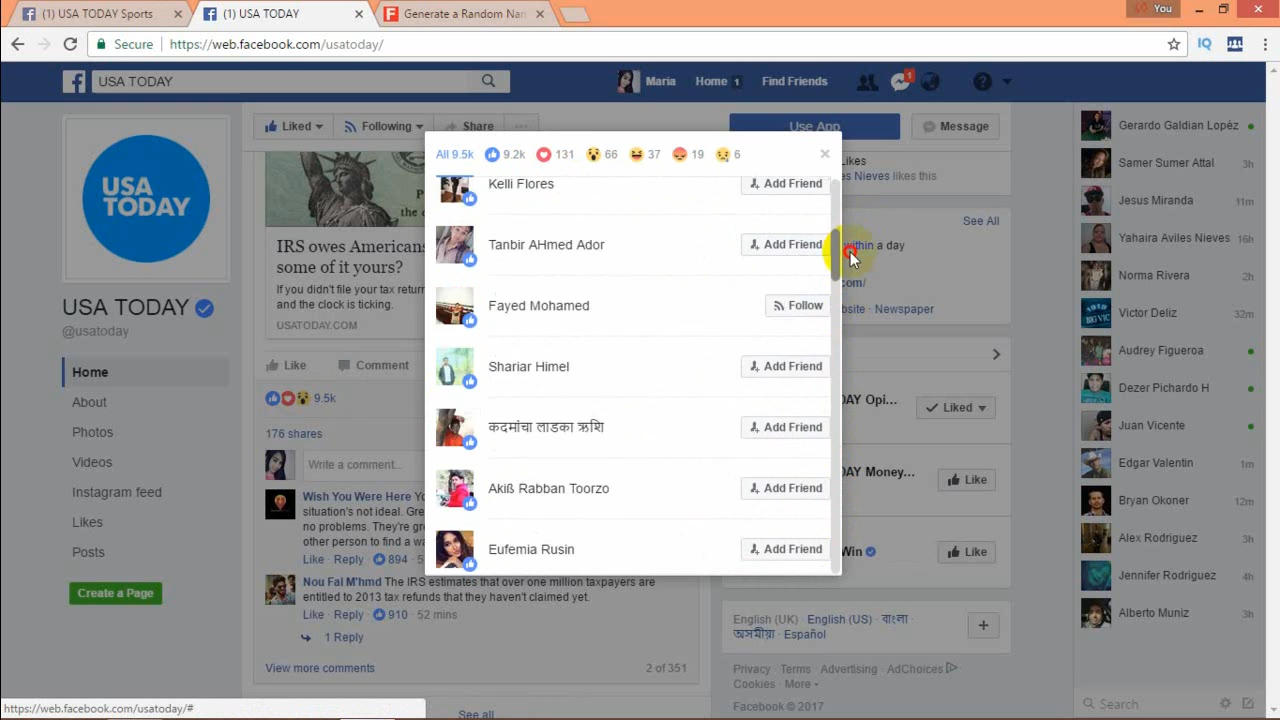 (1) USA TODAY Sports
(1) USA TODAY
Generate a Random Nam
You
Secure
https://web.facebook.com/usatoday/
IQ
USA TODAY
Maria
Home 1
Find Friends
1
USA
TODAY
USA TODAY
@usatoday
Home
About
Photos
Videos
Instagram feed
Likes
Posts
Create a Page
Liked
Following
Share
Use App
Message
IRS owes American
some of it yours?
If you didn't file your tax retur
and the clock is ticking.
USATODAY.COM
Like
Comment
9.5k
176 shares
Write a comment...
Wish You Were Here
situation's not ideal. Gre
no problems. They're gre
other person to find a wa
Like · Reply · 894 · 5
Nou Fal M'hmd The IRS estimates that over one million taxpayers are
entitled to 2013 tax refunds that they haven't claimed yet.
Like · Reply · 910 · 52 mins
1 Reply
View more comments
2 of 351
See all
All 9.5k
9.2k
131
66
37
19
6
Kelli Flores
Add Friend
Tanbir AHmed Ador
Add Friend
Fayed Mohamed
Follow
Shariar Himel
Add Friend
कदमांचा लाडका ऋशि
Add Friend
Akiß Rabban Toorzo
Add Friend
Eufemia Rusin
Add Friend
Likes
Nieves likes this
See All
within a day
com/
bsite · Newspaper
DAY Opi...
Liked
DAY Money...
Like
Win
Like
English (UK) · English (US) · বাংলা ·
অসমীয়া · Español
Privacy · Terms · Advertising · AdChoices
Cookies · More
Facebook © 2017
Gerardo Galdian Lopéz
Samer Sumer Attal
3h
Jesus Miranda
11m
Yahaira Aviles Nieves
16h
Norma Rivera
2h
Victor Deliz
32m
Audrey Figueroa
Dezer Pichardo H
Juan Vicente
Edgar Valentin
1m
Bryan Okoner
12m
Alex Rodriguez
Jennifer Rodriguez
4h
Alberto Muniz
3h
Search
https://web.facebook.com/usatoday/#